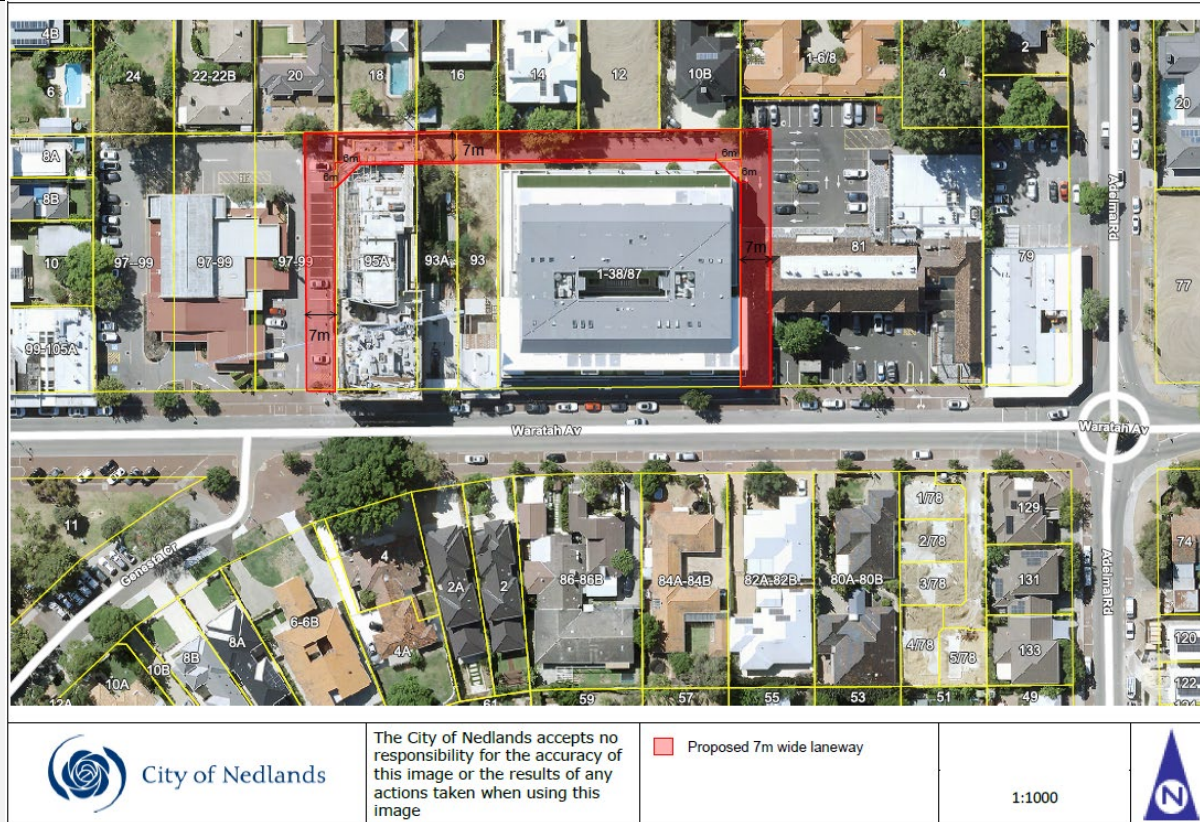 4B
6
24
22-22B
20
18
16
14
12
10B
1-6/8
4
2
20
8A
8B
10
99-105A
97--99
97-99
97-99
95A
93A
93
1-38/87
81
79
77
7m
6m
6m
6m
6m
7m
7m
Adelma Rd
Waratah Av
Waratah Av
11
Genesta Cr
4
2A
2
86-86B
84A-84B
82A-82B
80A-80B
1/78
2/78
3/78
4/78
5/78
129
131
133
74
Adelma Rd
6-6B
4A
8A
8B
10B
10A
12A
61
59
57
55
53
51
49
120
122
124
City of Nedlands
The City of Nedlands accepts no
responsibility for the accuracy of
this image or the results of any
actions taken when using this
image
Proposed 7m wide laneway
1:1000
N